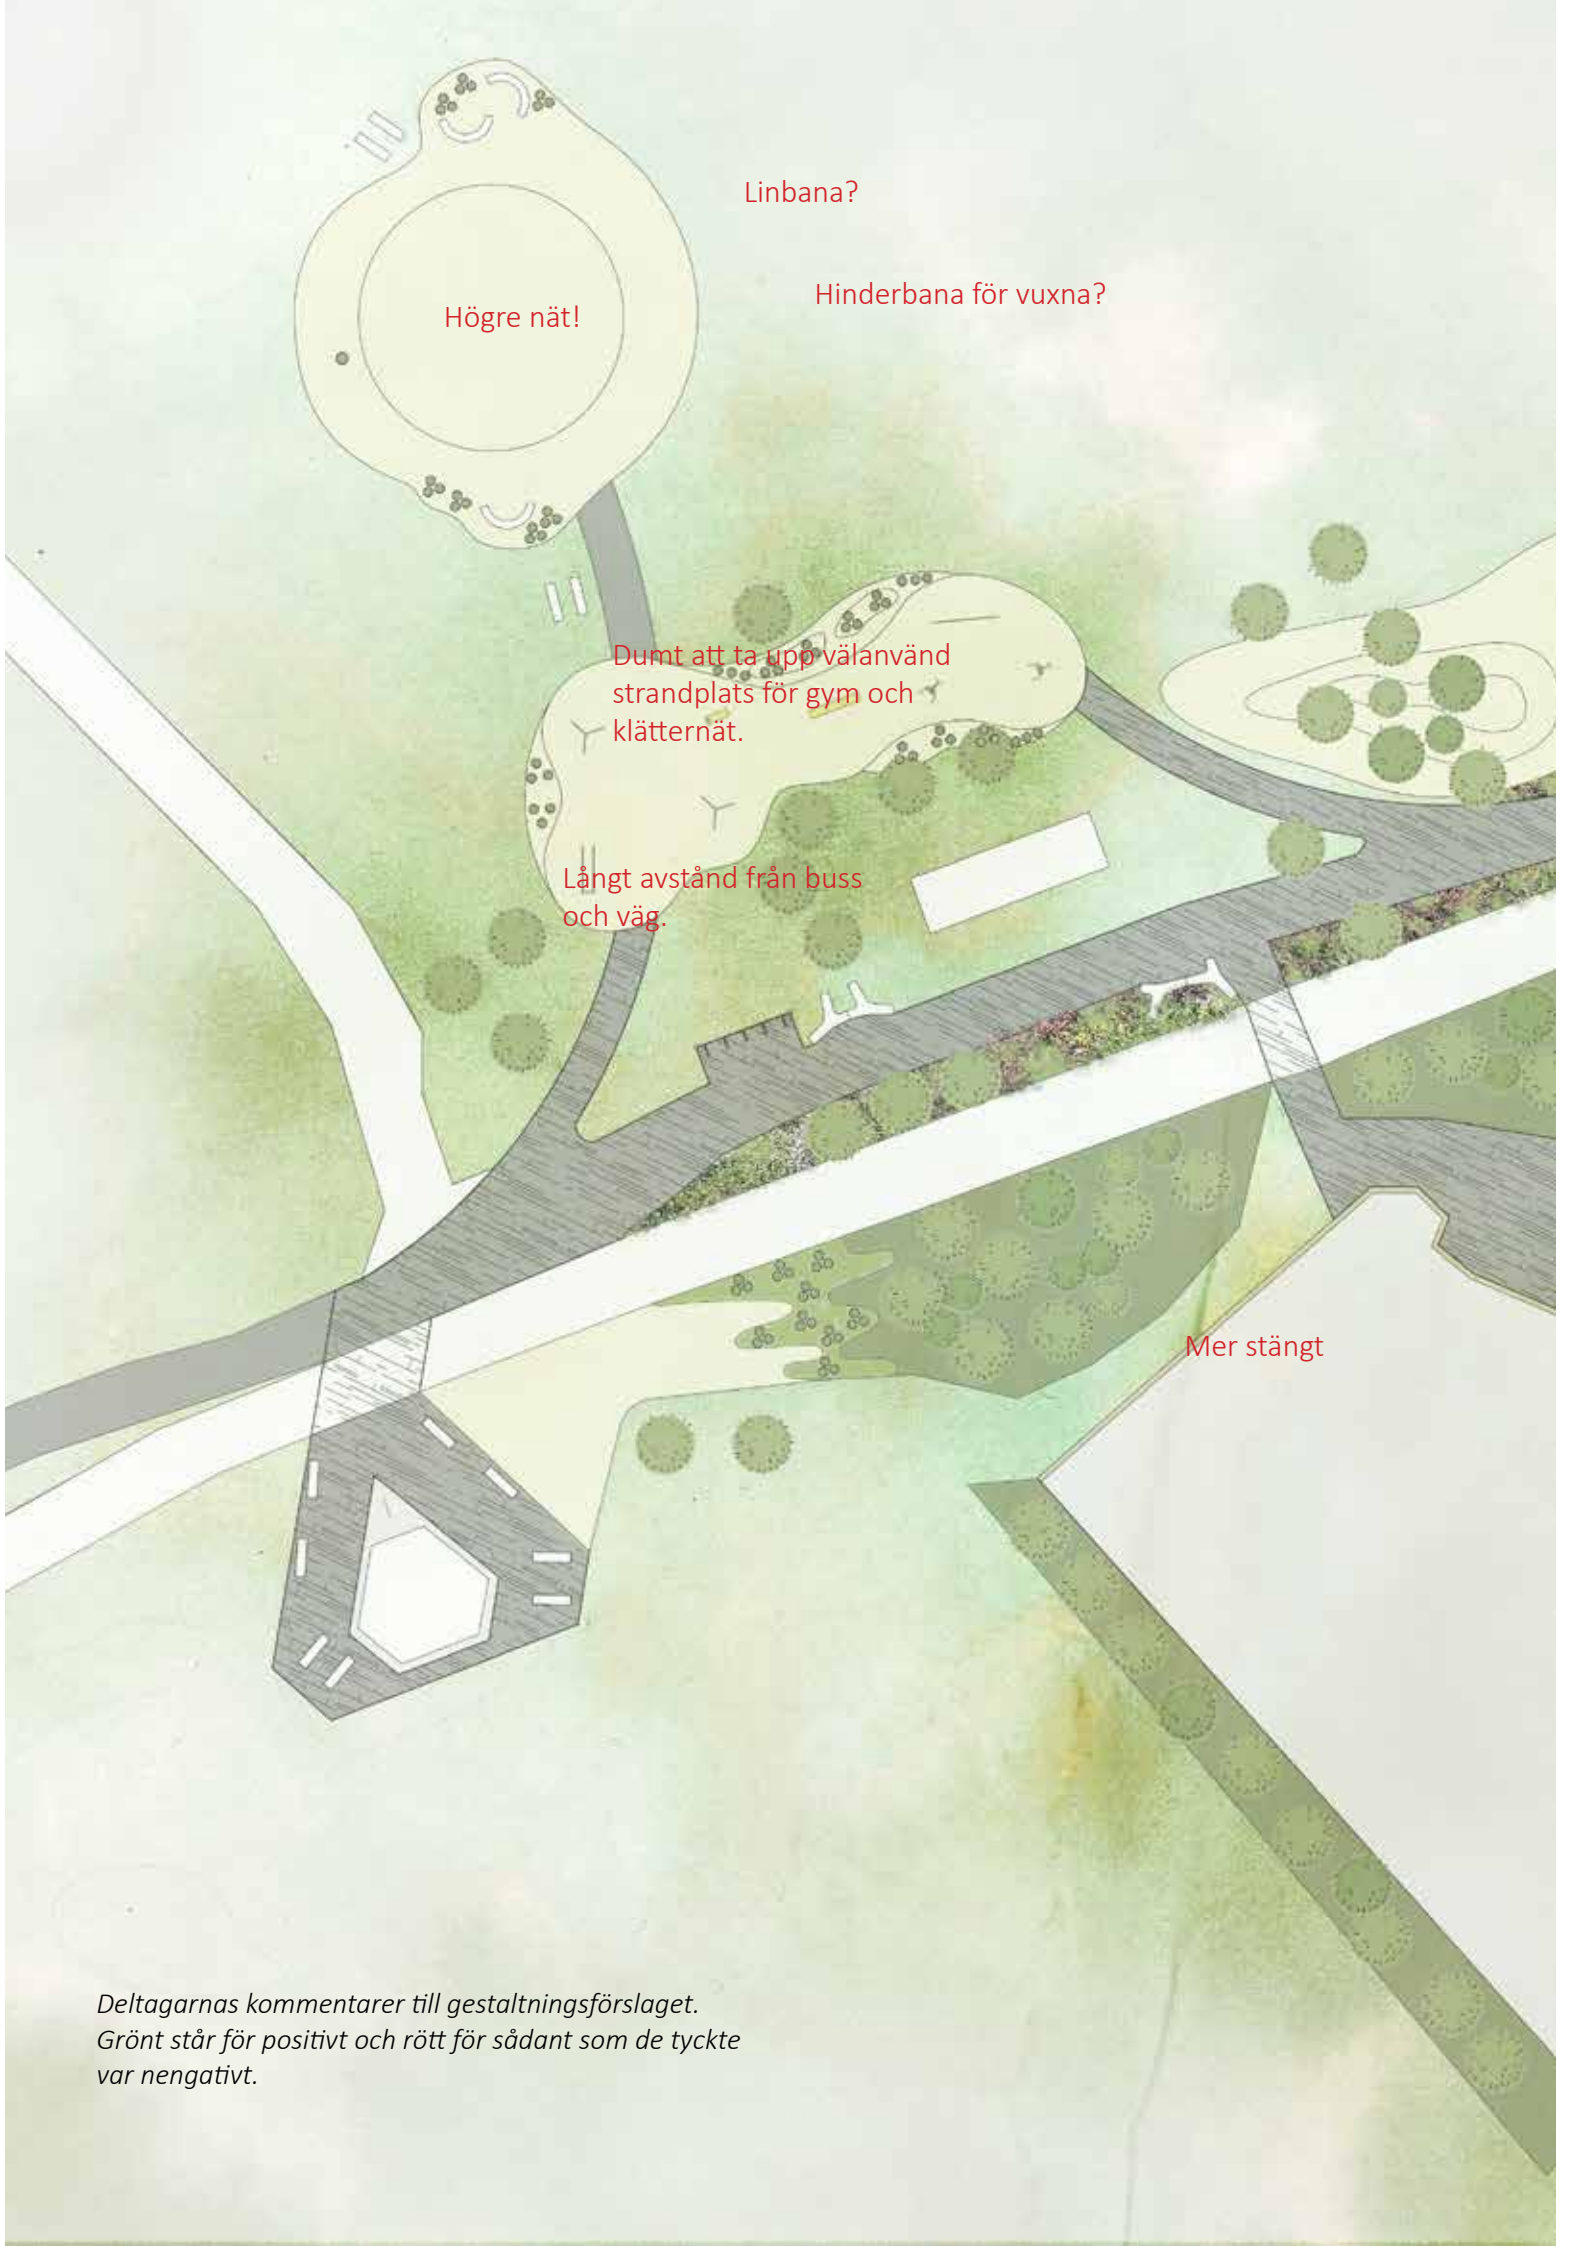 Linbana?
Hinderbana för vuxna?
Högre nät!
Dumt att ta upp välanvänd
strandplats för gym och
klätternät.
Långt avstånd från buss
och väg.
Mer stängt
Deltagarnas kommentarer till gestaltningsförslaget.
Grönt står för positivt och rött för sådant som de tyckte
var nengativt.